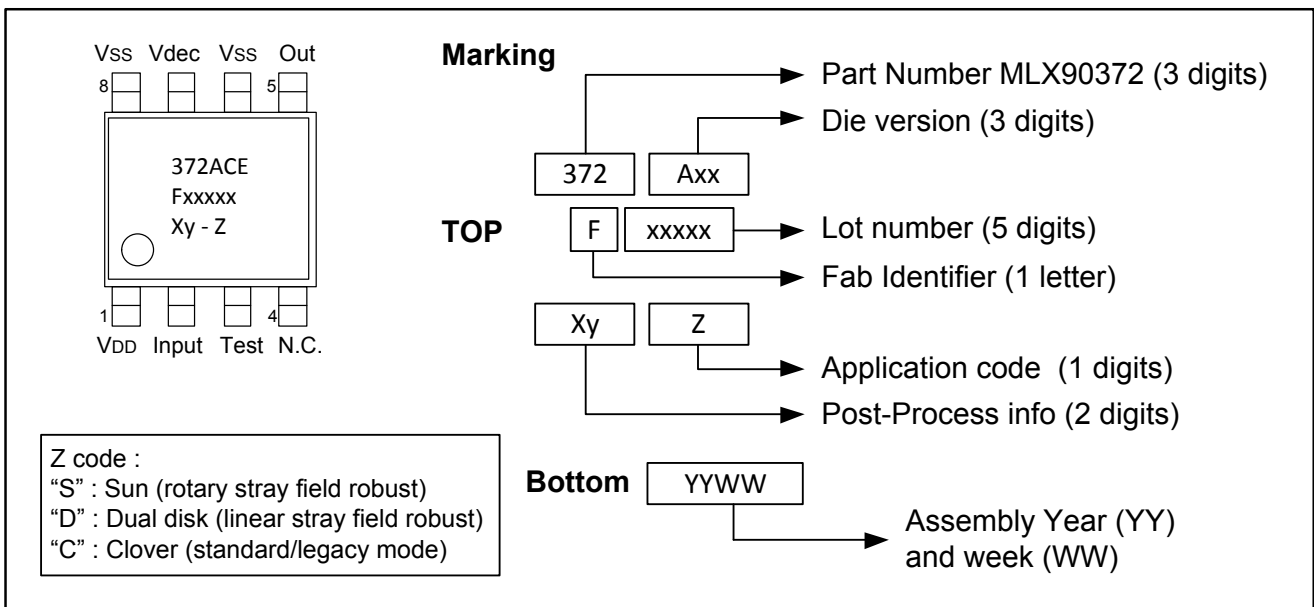 Vss Vdec Vss Out
8 5
372ACE
Fxxxxx
Xy - Z
1 4
VDD Input Test N.C.
Marking
Part Number MLX90372 (3 digits)
Die version (3 digits)
372 Axx
TOP
F xxxxx
Lot number (5 digits)
Fab Identifier (1 letter)
Xy Z
Application code (1 digits)
Post-Process info (2 digits)
Z code :
“S” : Sun (rotary stray field robust)
“D” : Dual disk (linear stray field robust)
“C” : Clover (standard/legacy mode)
Bottom YYWW
Assembly Year (YY)
and week (WW)